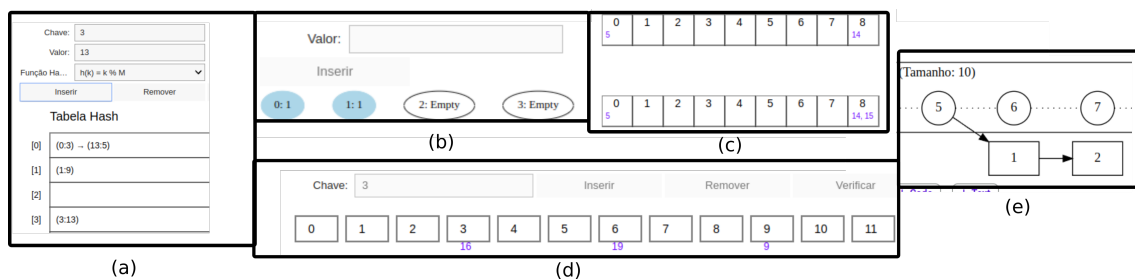 Chave: 3
Valor: 13
Função Ha... h(k) = k % M
Inserir Remover
Tabela Hash
[0] (0:3) → (13:5)
[1] (1:9)
[2]
[3] (3:13)
(a)
Valor:
Inserir
0: 1 1: 1 2: Empty 3: Empty
(b)
0 1 2 3 4 5 6 7 8
5 14
0 1 2 3 4 5 6 7 8
5 14, 15
(c)
Chave: 3 Inserir Remover Verificar
0 1 2 3 4 5 6 7 8 9 10 11
16 19 9
(d)
(Tamanho: 10)
5 6 7
1 2
(e)